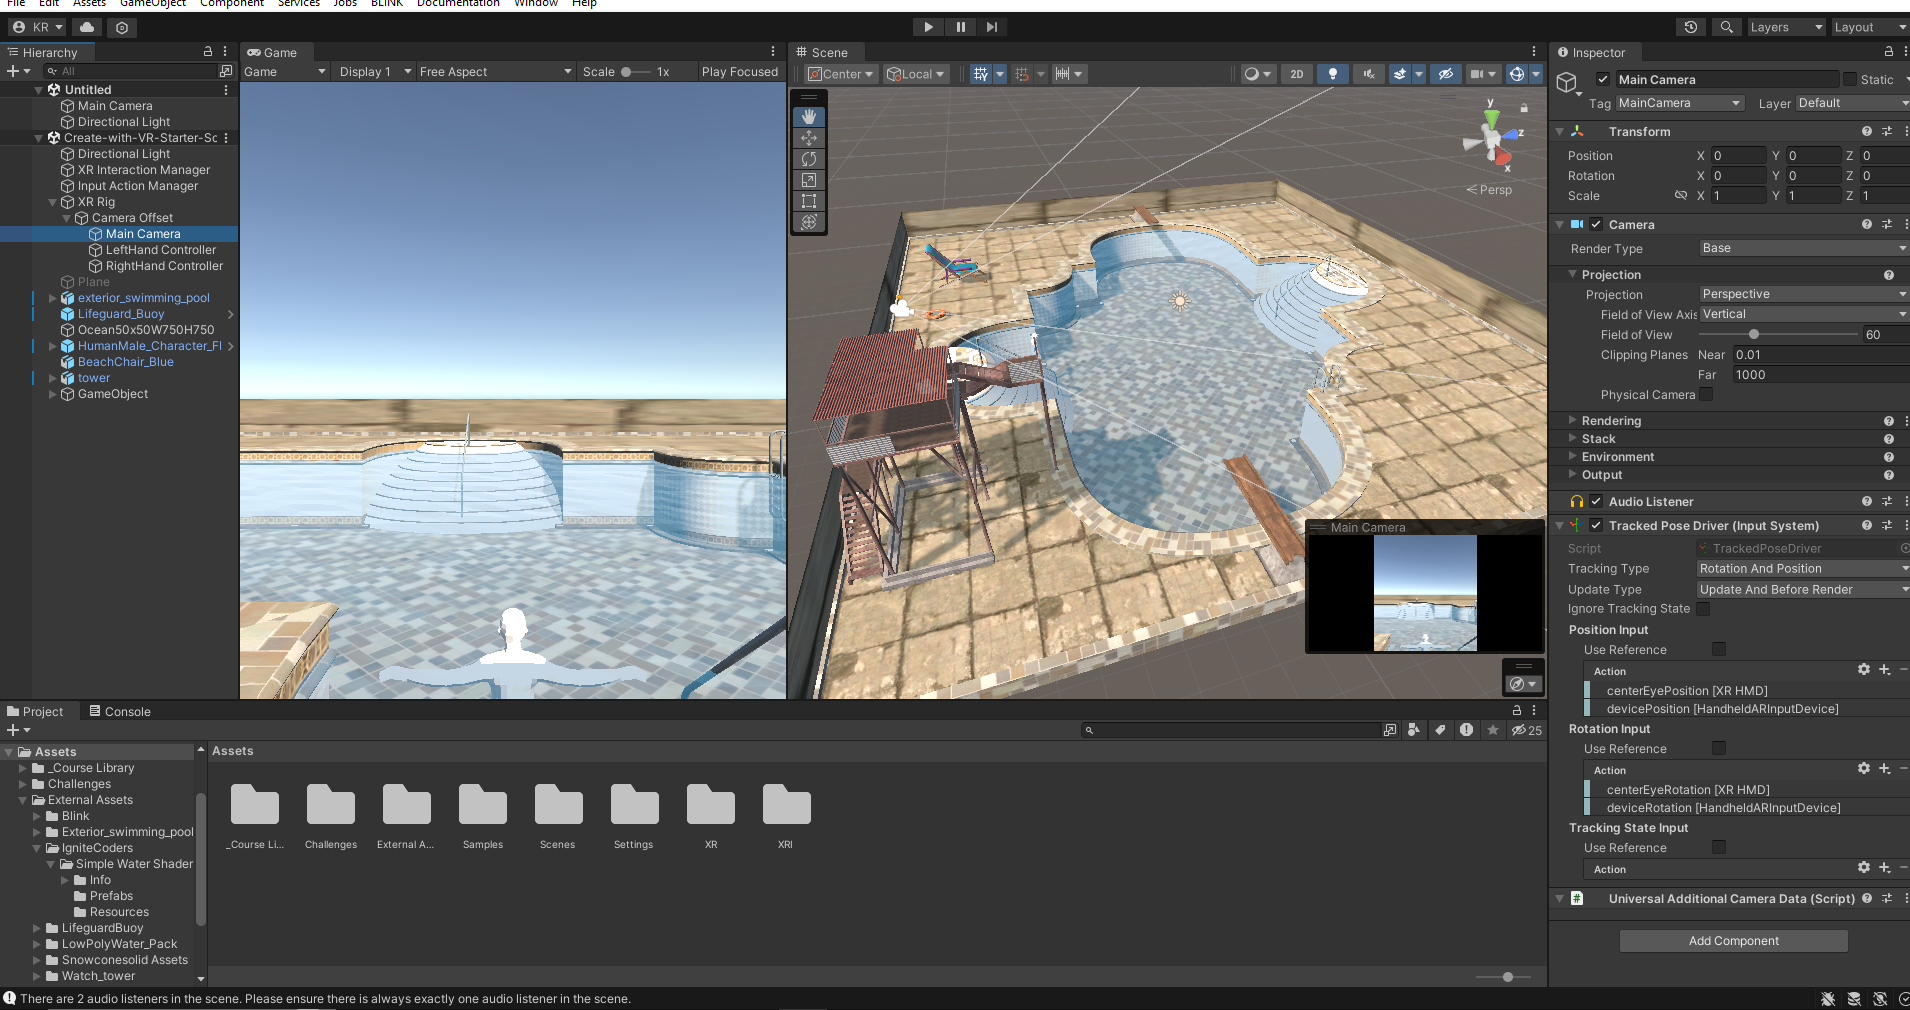 File Edit Assets GameObject Component Services Jobs BLINK Documentation Window Help
KR
Layers
Layout
Hierarchy
All
Untitled
Main Camera
Directional Light
Create-with-VR-Starter-Sc
Directional Light
XR Interaction Manager
Input Action Manager
XR Rig
Camera Offset
Main Camera
LeftHand Controller
RightHand Controller
Plane
exterior_swimming_pool
Lifeguard_Buoy
Ocean50x50W750H750
HumanMale_Character_Fl
BeachChair_Blue
tower
GameObject
Game
Game Display 1 Free Aspect Scale 1x Play Focused
Scene
Center Local 2D
y
z
x
Persp
Main Camera
Inspector
Main Camera Static
Tag MainCamera Layer Default
Transform
Position X 0 Y 0 Z 0
Rotation X 0 Y 0 Z 0
Scale X 1 Y 1 Z 1
Camera
Render Type Base
Projection
Projection Perspective
Field of View Axis Vertical
Field of View 60
Clipping Planes Near 0.01
Far 1000
Physical Camera
Rendering
Stack
Environment
Output
Audio Listener
Tracked Pose Driver (Input System)
Script TrackedPoseDriver
Tracking Type Rotation And Position
Update Type Update And Before Render
Ignore Tracking State
Position Input
Use Reference
Action
centerEyePosition [XR HMD]
devicePosition [HandheldARInputDevice]
Rotation Input
Use Reference
Action
centerEyeRotation [XR HMD]
deviceRotation [HandheldARInputDevice]
Tracking State Input
Use Reference
Action
Universal Additional Camera Data (Script)
Add Component
Project Console
25
Assets
_Course Library
Challenges
External Assets
Blink
Exterior_swimming_pool
IgniteCoders
Simple Water Shader
Info
Prefabs
Resources
LifeguardBuoy
LowPolyWater_Pack
Snowconesolid Assets
Watch_tower
Assets
_Course Li... Challenges External A... Samples Scenes Settings XR XRI
There are 2 audio listeners in the scene. Please ensure there is always exactly one audio listener in the scene.